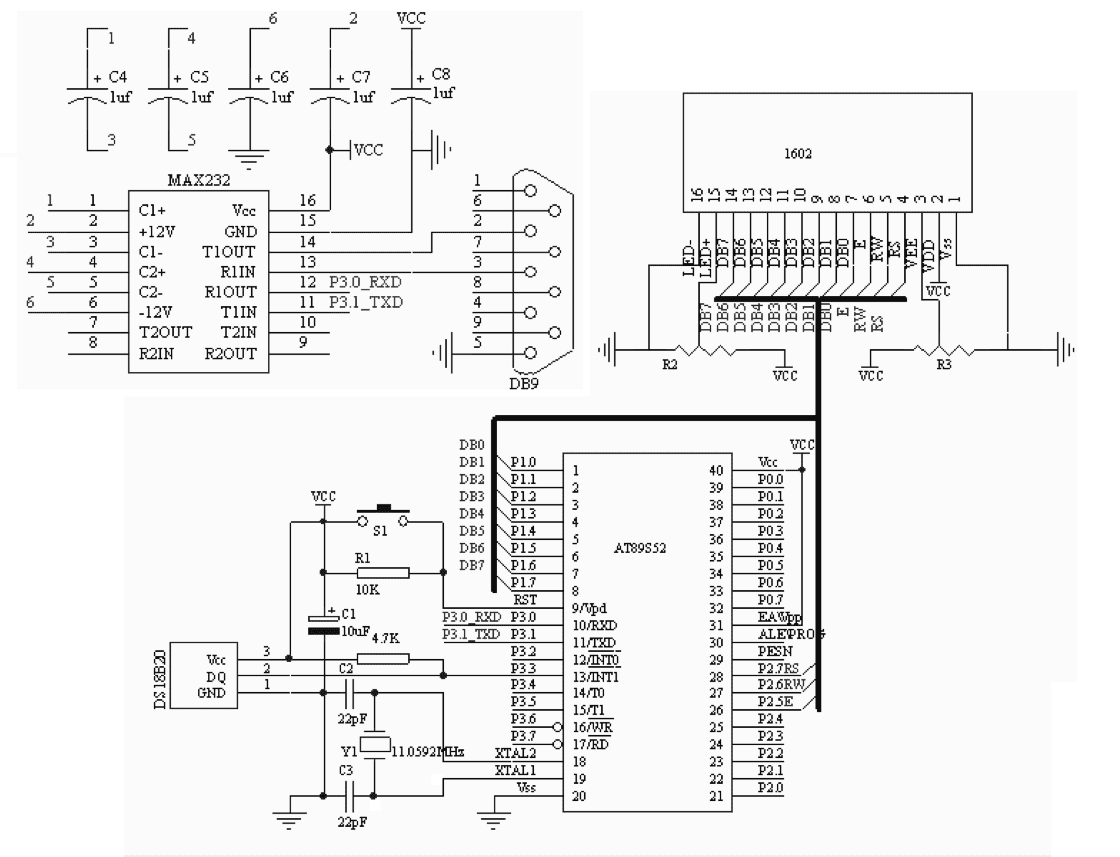 1 4 6 2 VCC
+ C4 + C5 + C6 + C7 + C8
1uf 1uf 1uf 1uf 1uf
3 5 VCC
MAX232
1 1 C1+ Vcc 16
2 2 +12V GND 15
3 3 C1- T1OUT 14
4 4 C2+ R1IN 13
5 5 C2- R1OUT 12 P3.0_RXD
6 6 -12V T1IN 11 P3.1_TXD
7 T2OUT T2IN 10
8 R2IN R2OUT 9
1
6
2
7
3
8
4
9
5
DB9
1602
16 15 14 13 12 11 10 9 8 7 6 5 4 3 2 1
LED- LED+ DB7 DB6 DB5 DB4 DB3 DB2 DB1 DB0 E RW RS VEE VDD Vss
VCC
DB7 DB6 DB5 DB4 DB3 DB2 DB1 DB0 E RW RS
R2 VCC VCC R3
VCC
DB0
DB1 P1.0 1
DB2 P1.1 2
DB3 P1.2 3
DB4 P1.3 4
DB5 P1.4 5
DB6 P1.5 6
DB7 P1.6 7
P1.7 8
RST 9/Vpd
P3.0_RXD P3.0 10/RXD
P3.1_TXD P3.1 11/TXD
P3.2 12/INT0
P3.3 13/INT1
P3.4 14/T0
P3.5 15/T1
P3.6 16/WR
P3.7 17/RD
XTAL2 18
XTAL1 19
Vss 20
AT89S52
40 Vcc
39 P0.0
38 P0.1
37 P0.2
36 P0.3
35 P0.4
34 P0.5
33 P0.6
32 P0.7
31 EA\Vpp
30 ALE\PROG
29 PESN
28 P2.7RS
27 P2.6RW
26 P2.5E
25 P2.4
24 P2.3
23 P2.2
22 P2.1
21 P2.0
VCC
S1
R1
10K
+ C1
10uF 4.7K
DS18B20
Vcc 3
DQ 2
GND 1
C2
22pF
Y1 11.0592MHz
C3
22pF